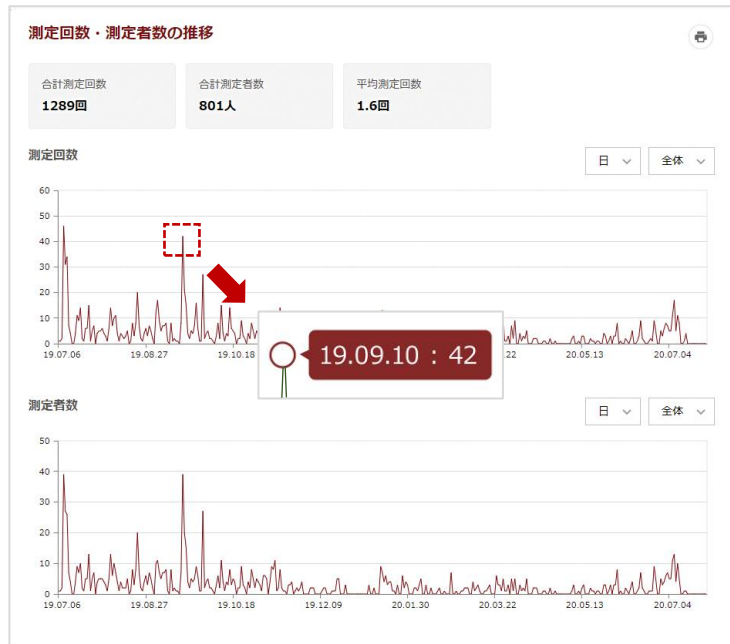 測定回数・測定者数の推移
合計測定回数
1289回
合計測定者数
801人
平均測定回数
1.6回
測定回数
日
全体
60
50
40
30
20
10
0
19.07.06 19.08.27 19.10.18 .22 20.05.13 20.07.04
19.09.10 : 42
測定者数
日
全体
50
40
30
20
10
0
19.07.06 19.08.27 19.10.18 19.12.09 20.01.30 20.03.22 20.05.13 20.07.04